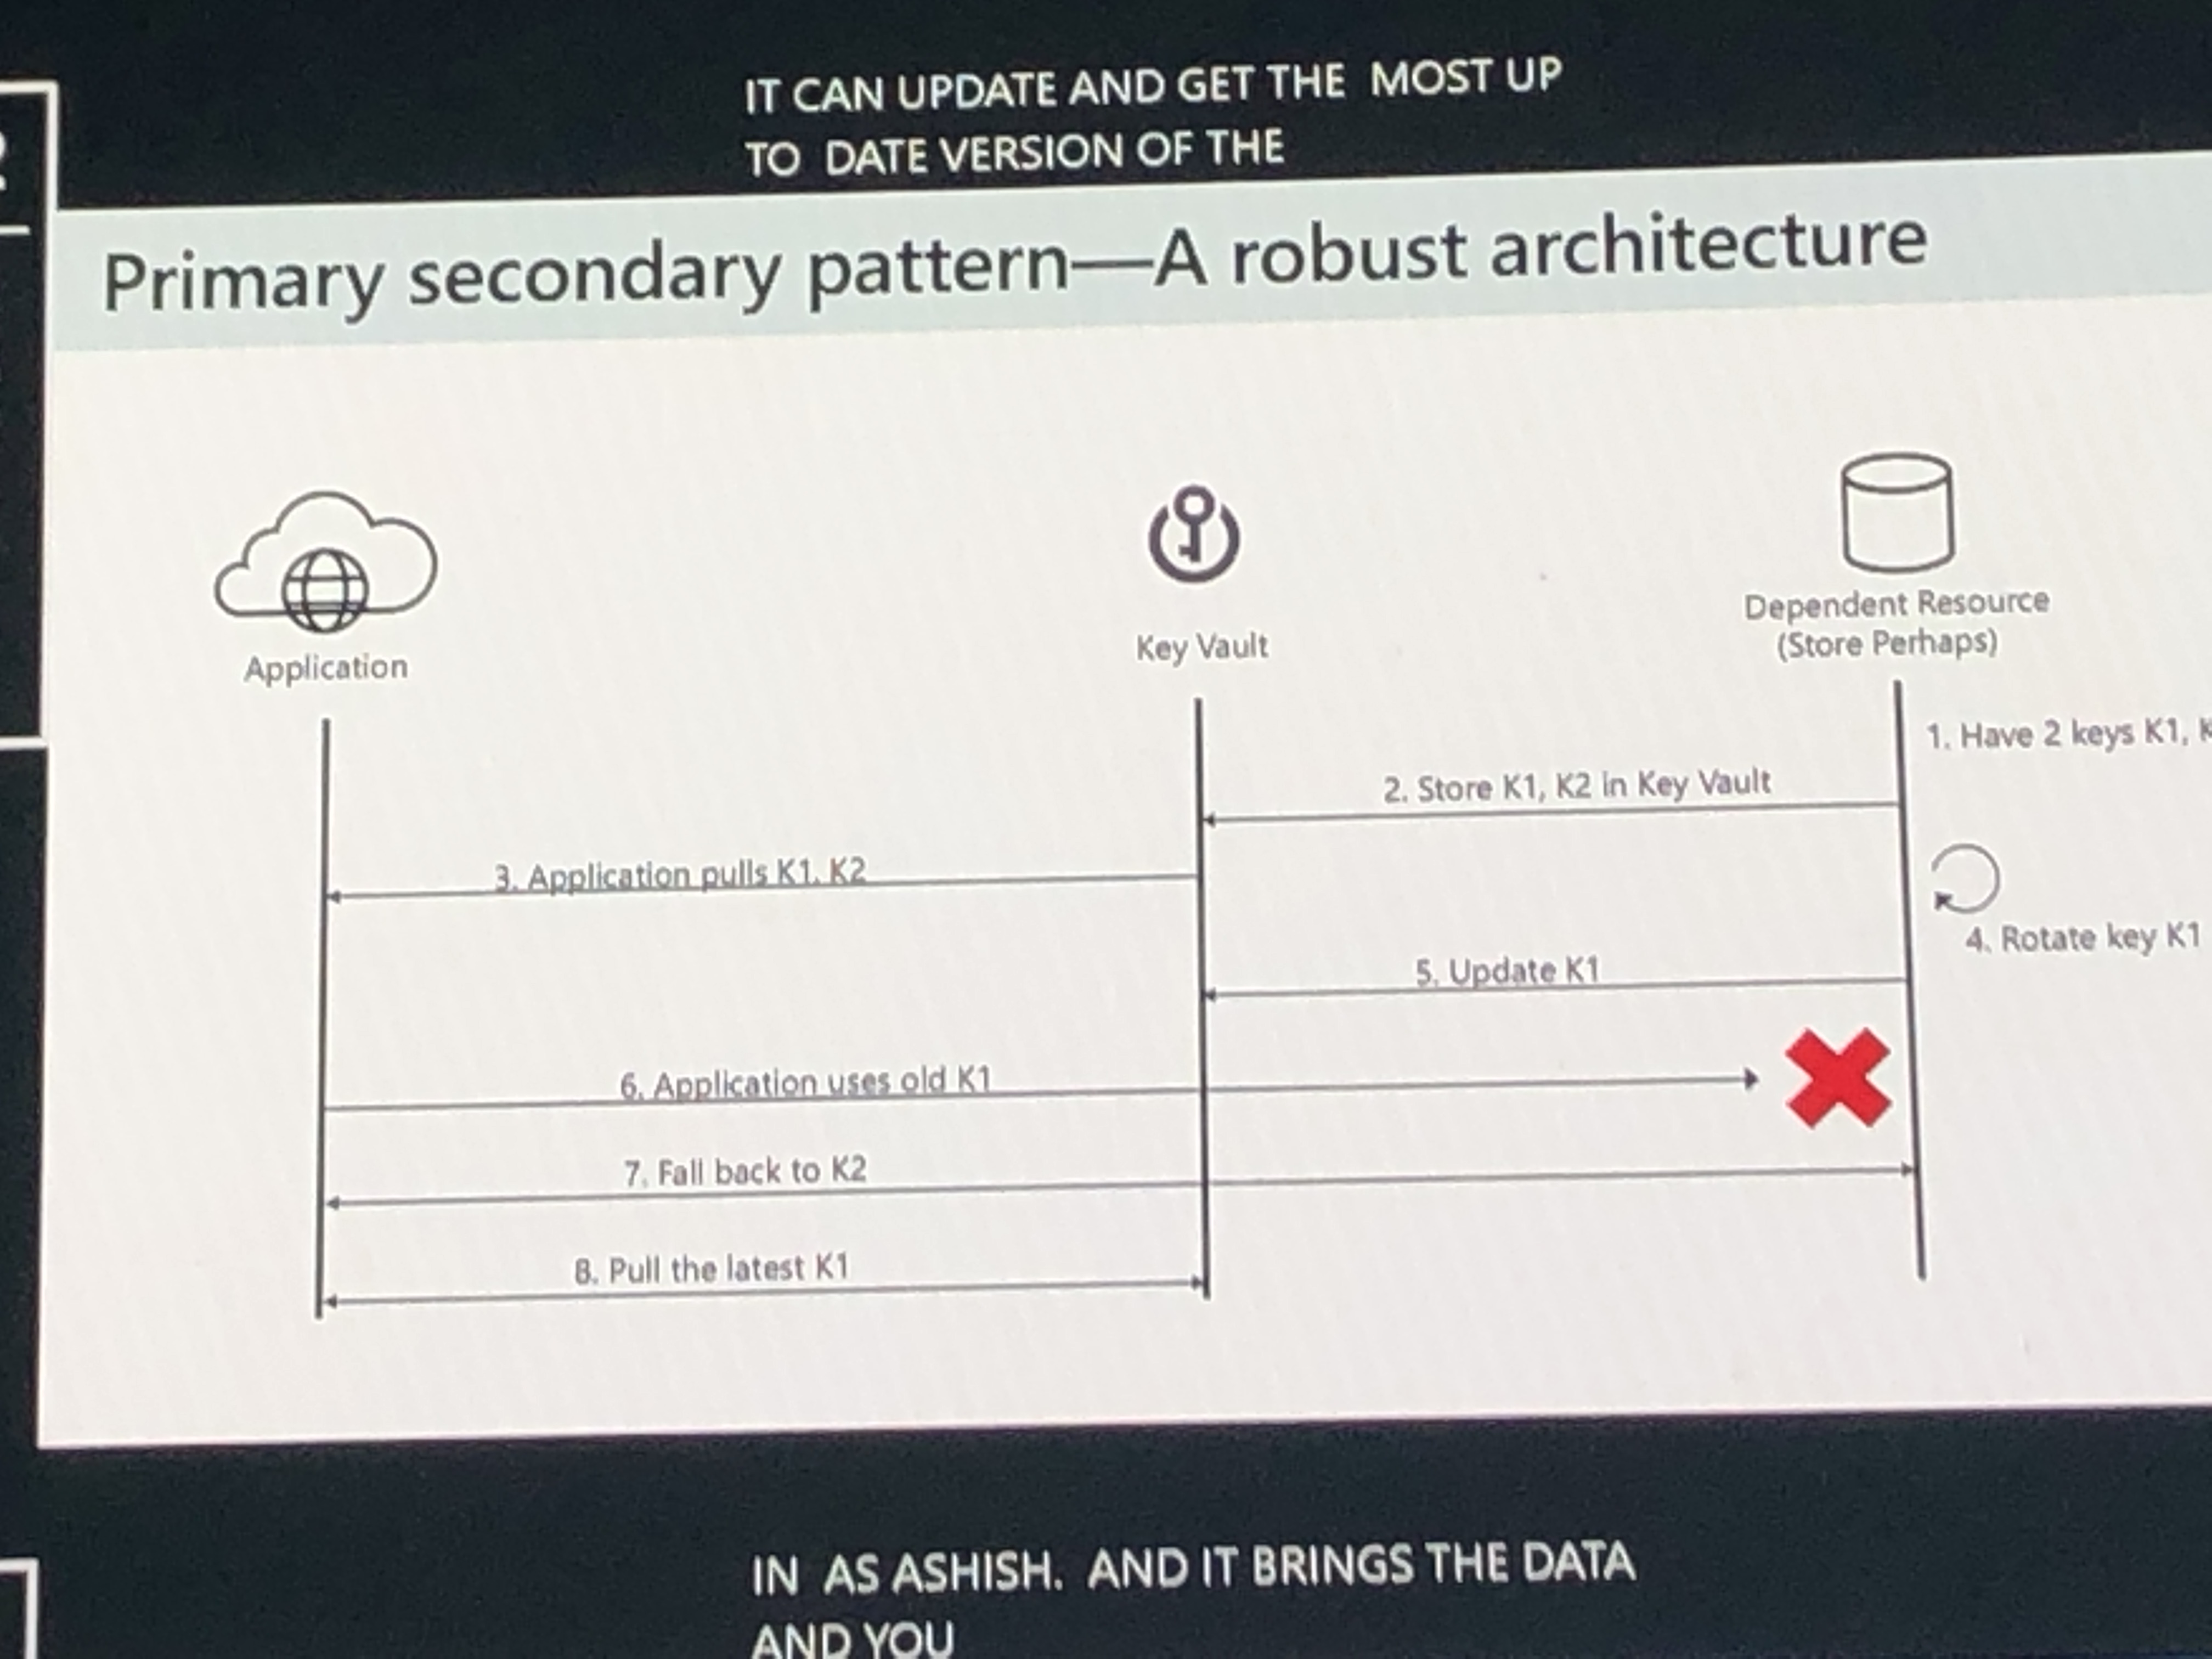 IT CAN UPDATE AND GET THE MOST UP
TO DATE VERSION OF THE
Primary secondary pattern—A robust architecture
Application
Key Vault
Dependent Resource
(Store Perhaps)
1. Have 2 keys K1,
2. Store K1, K2 in Key Vault
3. Application pulls K1, K2
4. Rotate key K1
5. Update K1
6. Application uses old K1
7. Fall back to K2
8. Pull the latest K1
IN AS ASHISH. AND IT BRINGS THE DATA
AND YOU